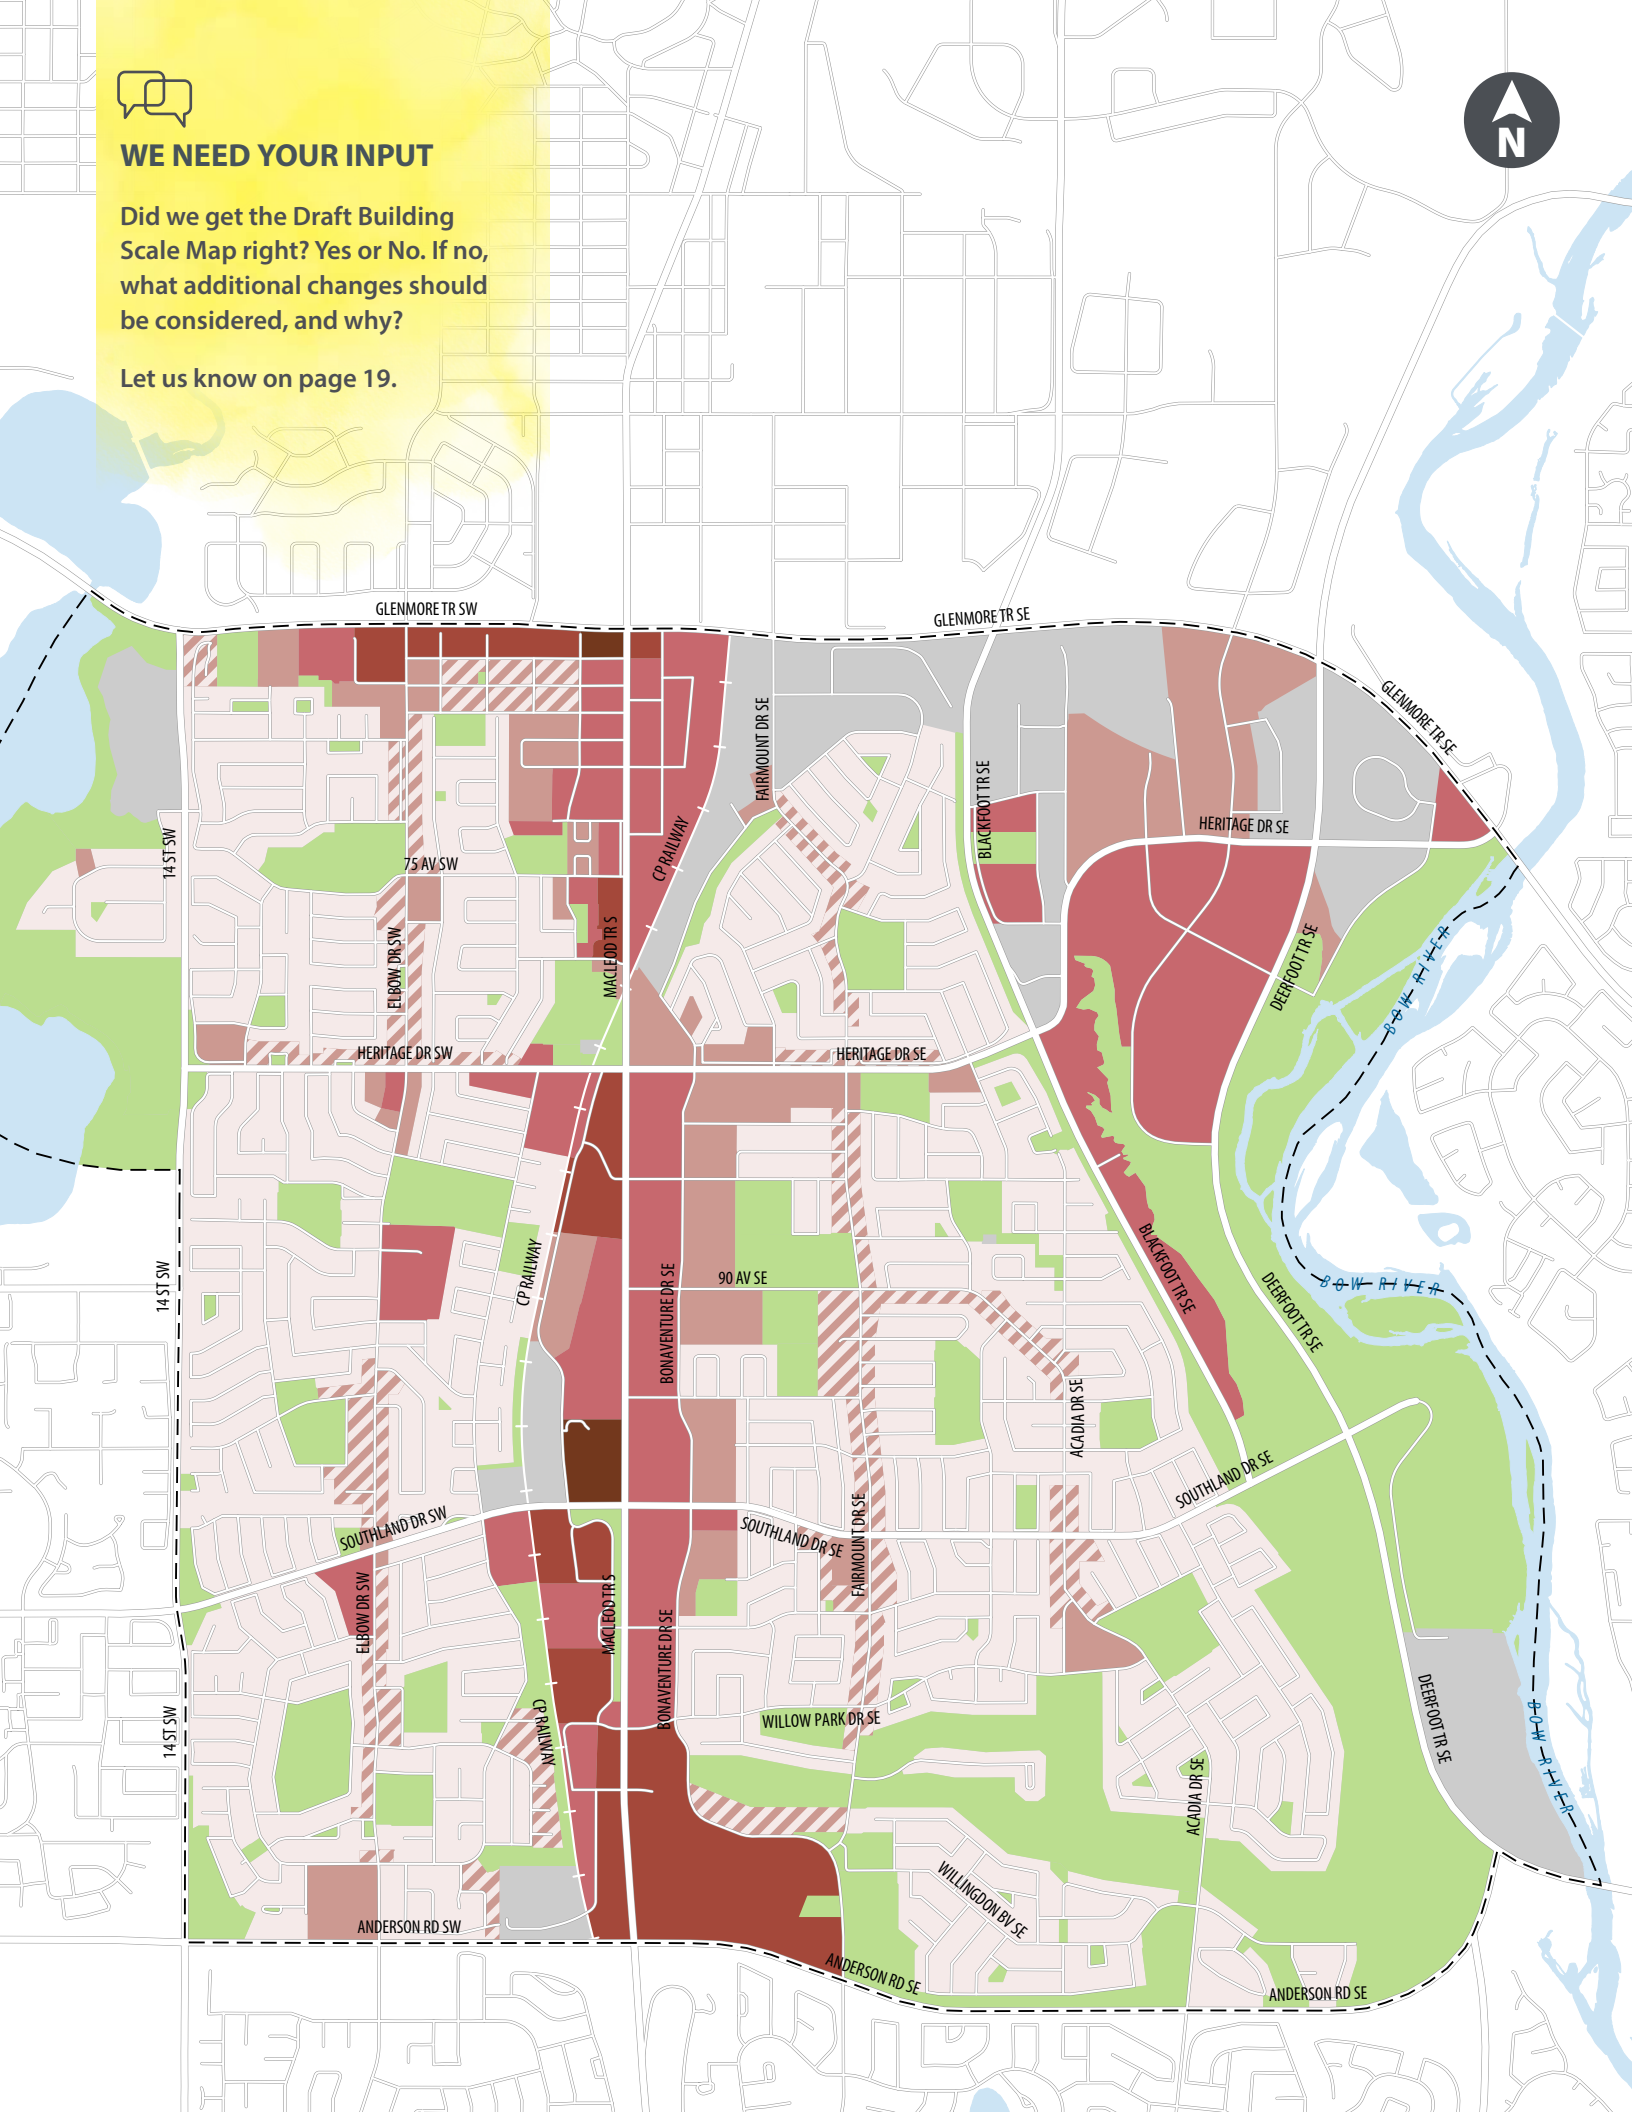 WE NEED YOUR INPUT
Did we get the Draft Building
Scale Map right? Yes or No. If no,
what additional changes should
be considered, and why?
Let us know on page 19.
N
GLENMORE TR SW
GLENMORE TR SE
GLENMORE TR SE
FAIRMOUNT DR SE
BLACKFOOT TR SE
HERITAGE DR SE
14 ST SW
75 AV SW
CP RAILWAY
MACLEOD TR S
ELBOW DR SW
DEERFOOT TR SE
BOW RIVER
HERITAGE DR SW
HERITAGE DR SE
14 ST SW
CP RAILWAY
BONAVENTURE DR SE
90 AV SE
BLACKFOOT TR SE
DEERFOOT TR SE
BOW RIVER
ACADIA DR SE
SOUTHLAND DR SE
SOUTHLAND DR SW
SOUTHLAND DR SE
FAIRMOUNT DR SE
ELBOW DR SW
MACLEOD TR S
BONAVENTURE DR SE
14 ST SW
CP RAILWAY
WILLOW PARK DR SE
DEERFOOT TR SE
BOW RIVER
ACADIA DR SE
WILLINGDON BV SE
ANDERSON RD SW
ANDERSON RD SE
ANDERSON RD SE